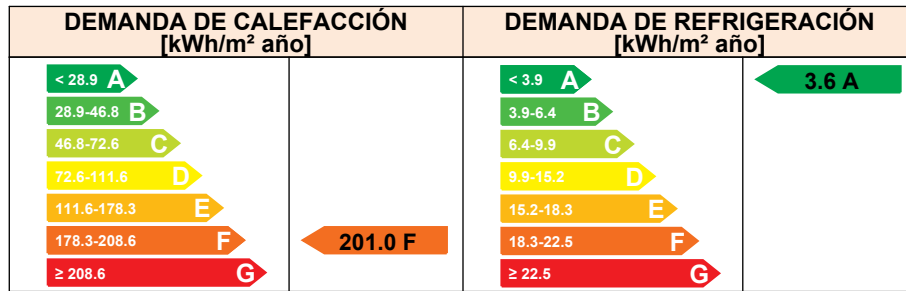 DEMANDA DE CALEFACCIÓN
[kWh/m² año]
DEMANDA DE REFRIGERACIÓN
[kWh/m² año]
< 28.9 A
28.9-46.8 B
46.8-72.6 C
72.6-111.6 D
111.6-178.3 E
178.3-208.6 F
≥ 208.6 G
201.0 F
< 3.9 A
3.9-6.4 B
6.4-9.9 C
9.9-15.2 D
15.2-18.3 E
18.3-22.5 F
≥ 22.5 G
3.6 A